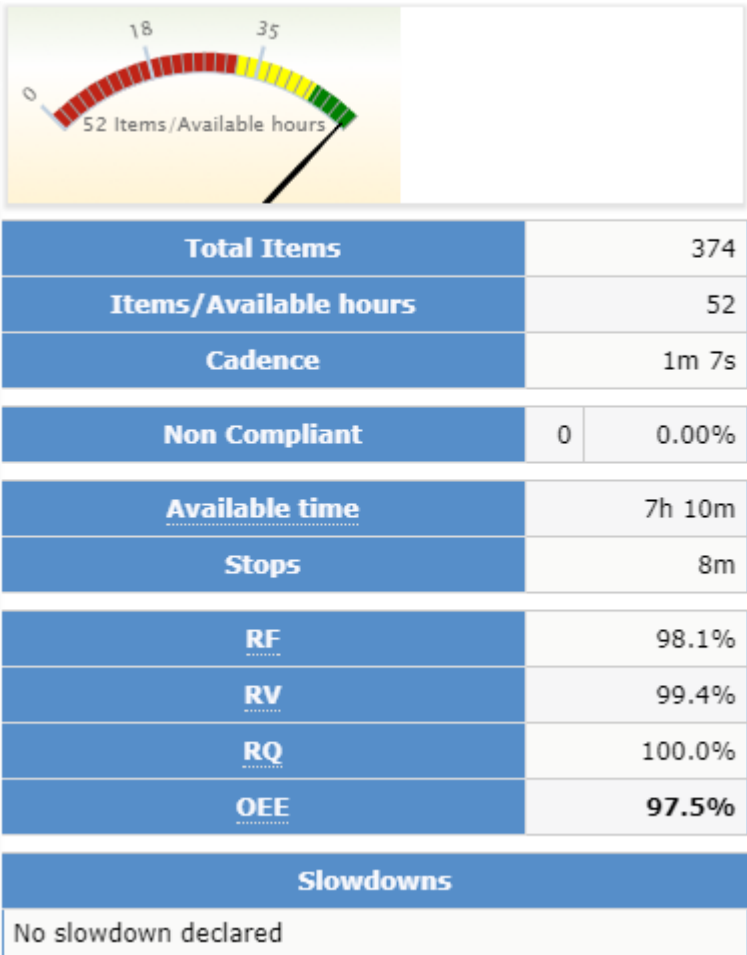 0
18
35
52 Items/Available hours
Total Items 374
Items/Available hours 52
Cadence 1m 7s
Non Compliant 0 0.00%
Available time 7h 10m
Stops 8m
RF 98.1%
RV 99.4%
RQ 100.0%
OEE 97.5%
Slowdowns
No slowdown declared